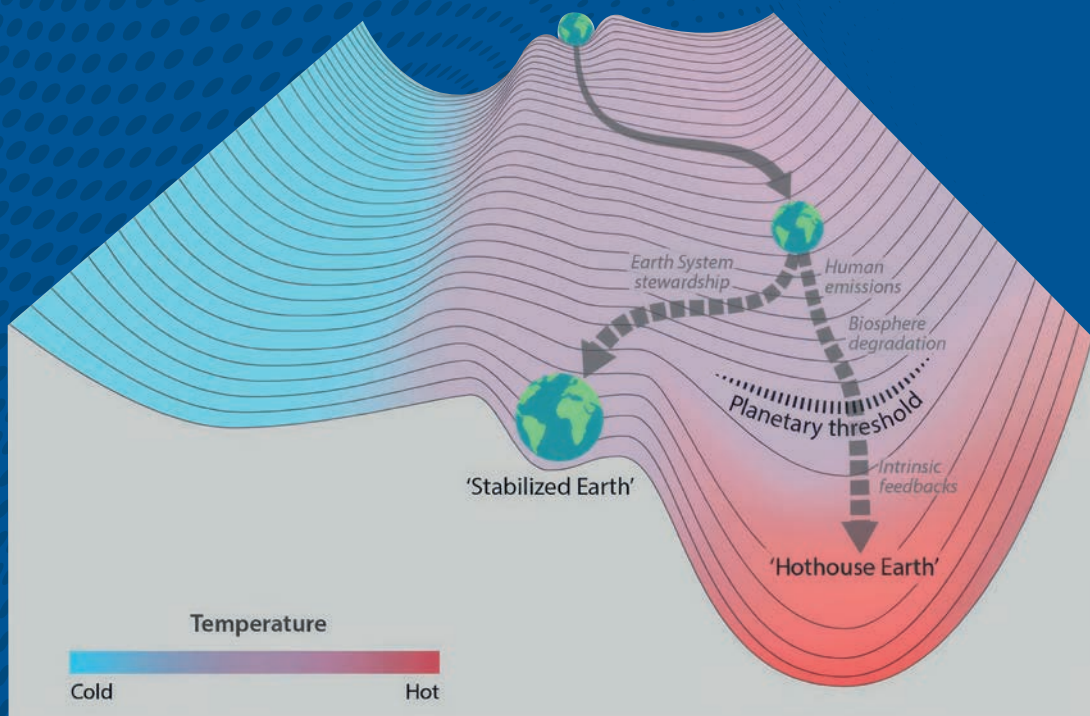 Earth System
stewardship
Human
emissions
Biosphere
degradation
Planetary threshold
Intrinsic
feedbacks
'Stabilized Earth'
'Hothouse Earth'
Temperature
Cold
Hot